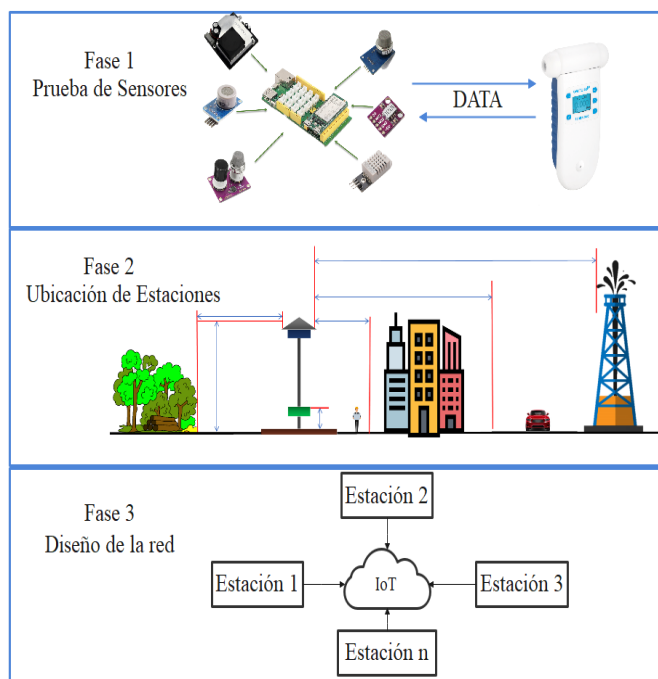 Fase 1
Prueba de Sensores
DATA
Fase 2
Ubicación de Estaciones
Fase 3
Diseño de la red
Estación 2
Estación 1
IoT
Estación 3
Estación n